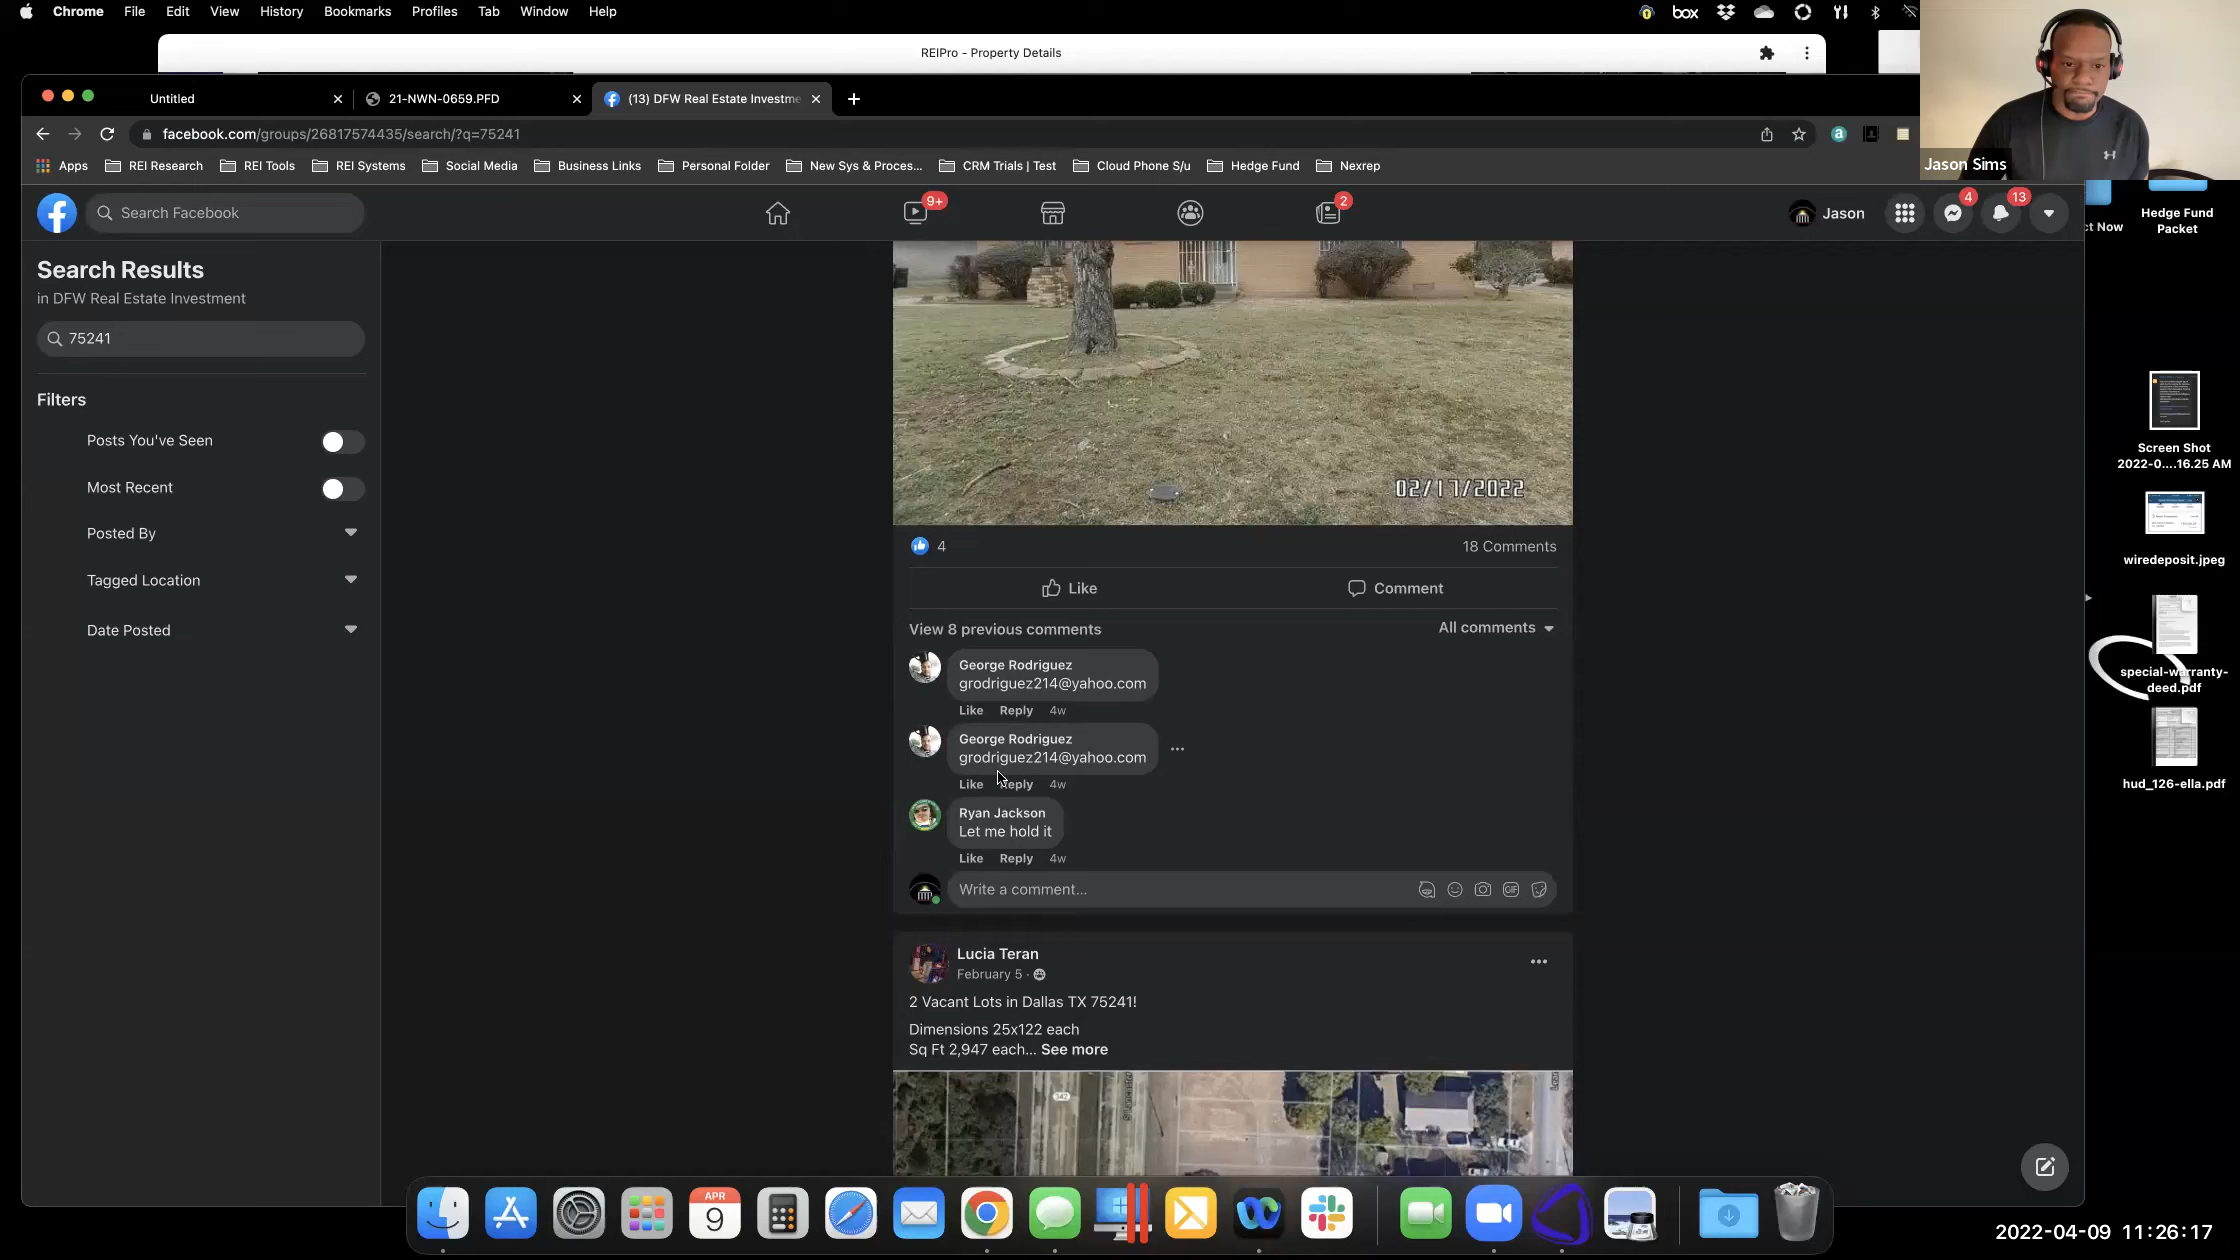 Chrome File Edit View History Bookmarks Profiles Tab Window Help
box
REIPro - Property Details
Untitled
21-NWN-0659.PFD
(13) DFW Real Estate Investme
facebook.com/groups/26817574435/search/?q=75241
Apps REI Research REI Tools REI Systems Social Media Business Links Personal Folder New Sys & Proces... CRM Trials | Test Cloud Phone S/u Hedge Fund Nexrep
Jason Sims
Search Facebook
9+
2
Jason
4
13
ct Now
Hedge Fund
Packet
Search Results
in DFW Real Estate Investment
75241
Filters
Posts You've Seen
Most Recent
Posted By
Tagged Location
Date Posted
02/17/2022
4
18 Comments
Like
Comment
View 8 previous comments
All comments
George Rodriguez
grodriguez214@yahoo.com
Like Reply 4w
George Rodriguez
grodriguez214@yahoo.com
Like Reply 4w
Ryan Jackson
Let me hold it
Like Reply 4w
Write a comment...
GIF
Lucia Teran
February 5 ·
2 Vacant Lots in Dallas TX 75241!
Dimensions 25x122 each
Sq Ft 2,947 each... See more
342
Screen Shot
2022-0....16.25 AM
wiredeposit.jpeg
special-warranty-
deed.pdf
hud_126-ella.pdf
APR
9
2022-04-09 11:26:17